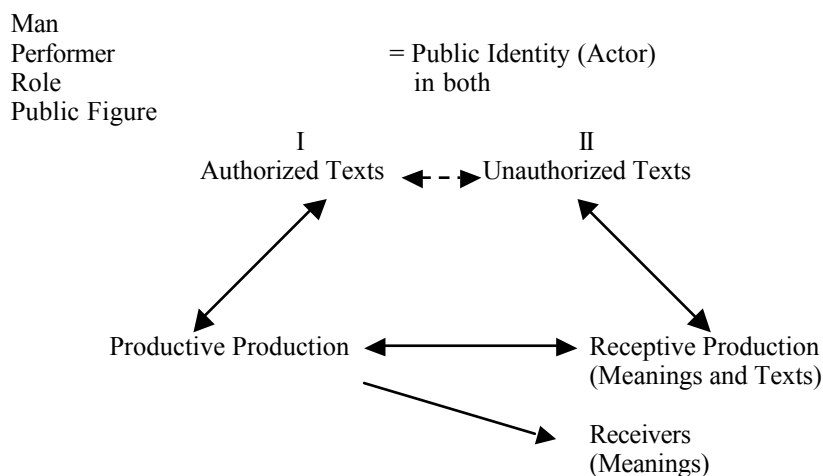 Man
Performer = Public Identity (Actor)
Role in both
Public Figure
I II
Authorized Texts Unauthorized Texts
Productive Production Receptive Production
(Meanings and Texts)
Receivers
(Meanings)